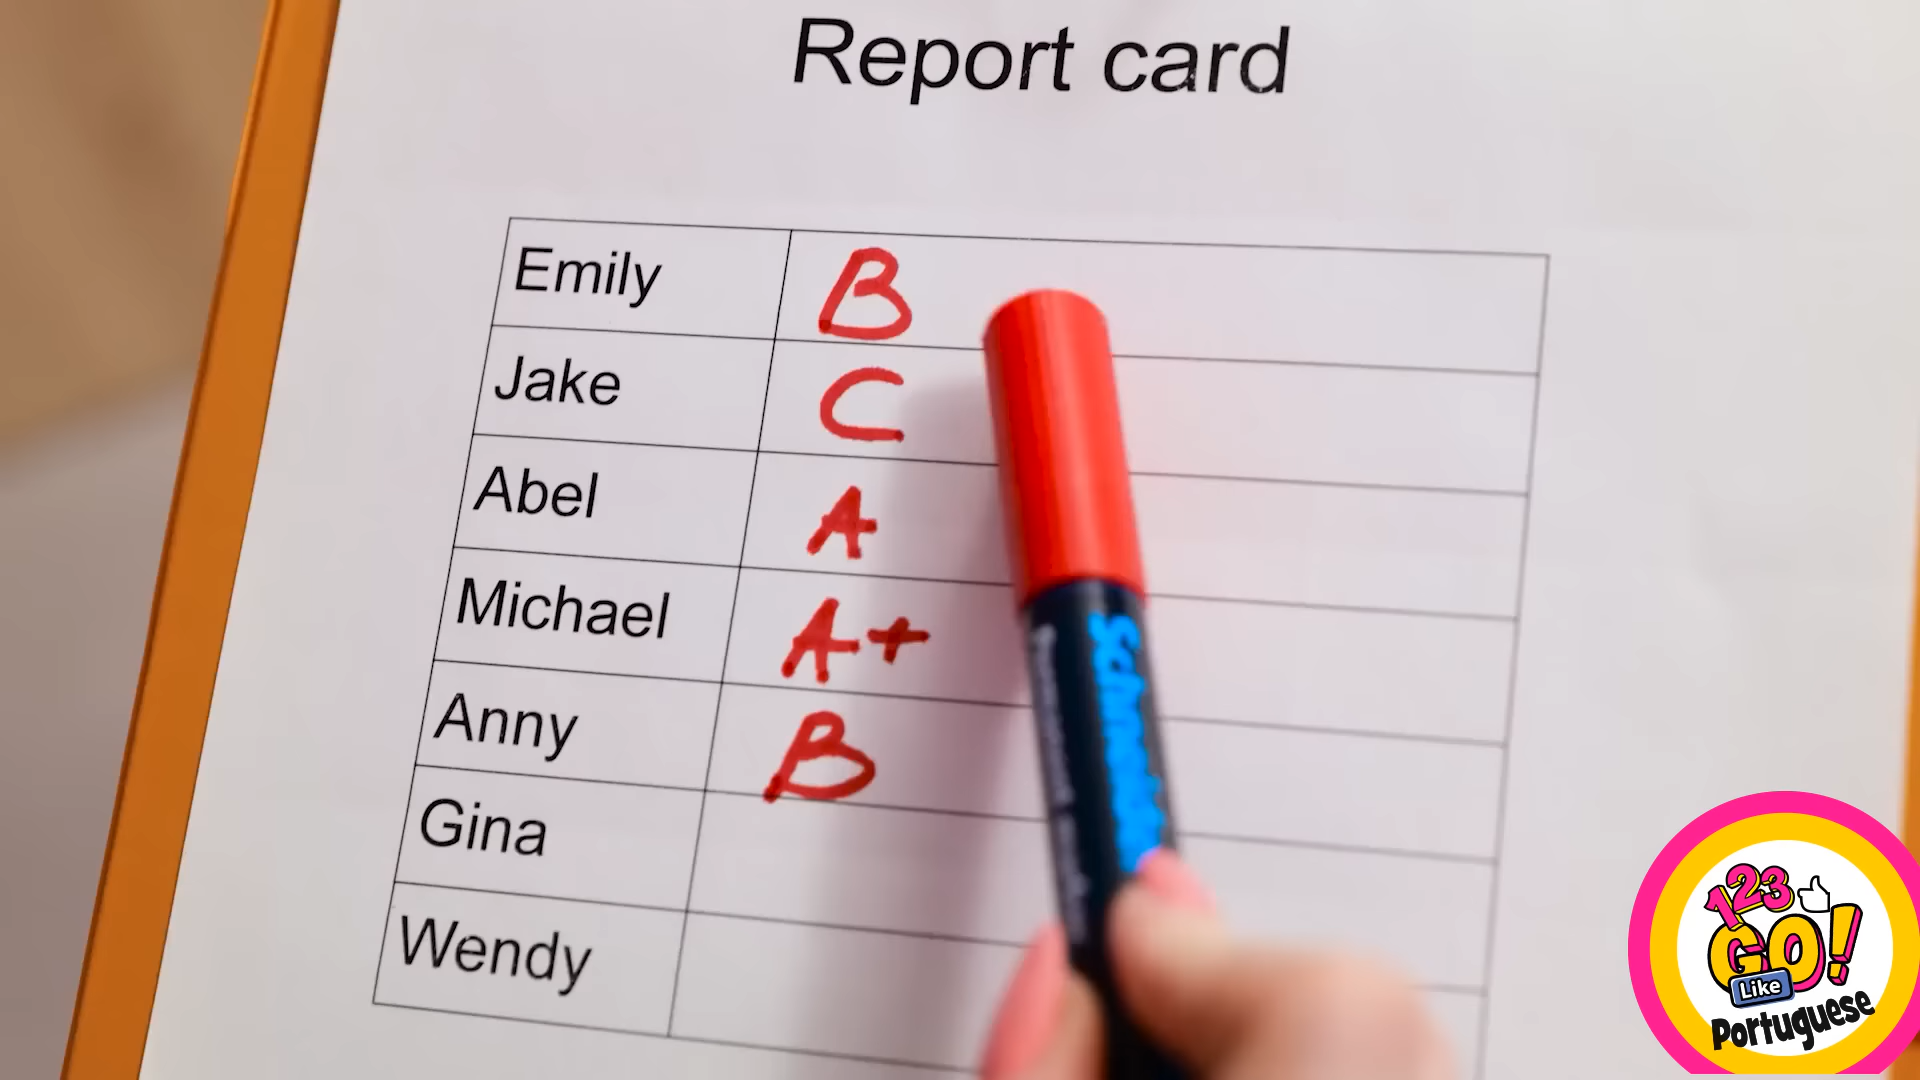 Report card
Emily B
Jake C
Abel A
Michael A+
Anny B
Gina
Wendy
123
GO!
Like
Portuguese